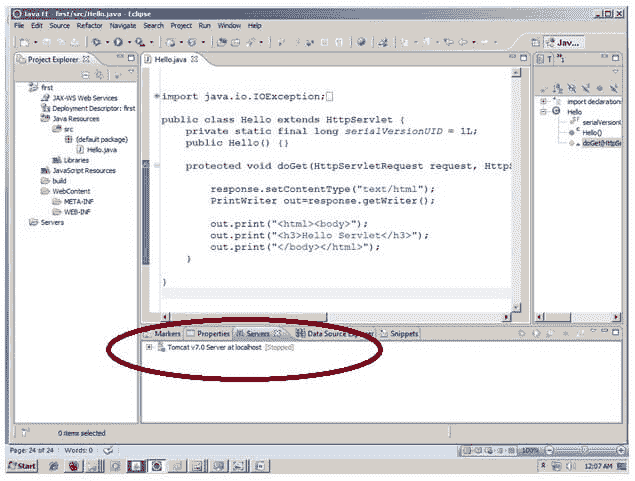 Java EE - first/src/Hello.java - Eclipse
File Edit Source Refactor Navigate Search Project Run Window Help
Jav...
Project Explorer
first
JAX-WS Web Services
Deployment Descriptor: first
Java Resources
src
(default package)
Hello.java
Libraries
JavaScript Resources
build
WebContent
META-INF
WEB-INF
Servers
Hello.java
import java.io.IOException;
public class Hello extends HttpServlet {
private static final long serialVersionUID = 1L;
public Hello() {}
protected void doGet(HttpServletRequest request, HttpS
response.setContentType("text/html");
PrintWriter out=response.getWriter();
out.print("<html><body>");
out.print("<h3>Hello Servlet</h3>");
out.print("</body></html>");
}
}
import declarations
Hello
serialVersionU
Hello()
doGet(HttpS
Markers Properties Servers Data Source Explorer Snippets
Tomcat v7.0 Server at localhost [Stopped]
0 items selected
Page: 24 of 24 Words: 0 100%
Start 12:07 AM